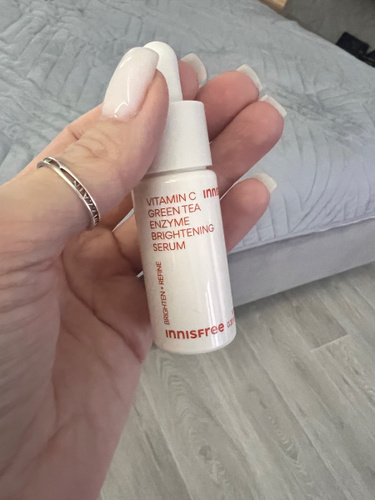 VITAMIN C
GREEN TEA
ENZYME
BRIGHTENING
SERUM
BRIGHTEN • REFINE
INNISFree